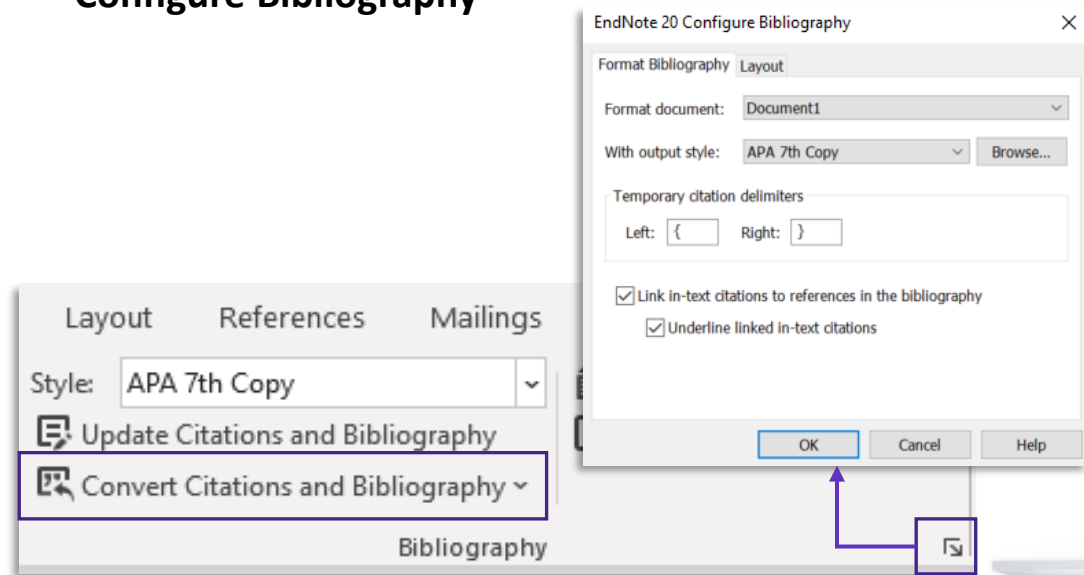 Configure Bibliography
EndNote 20 Configure Bibliography
Format Bibliography Layout
Format document: Document1
With output style: APA 7th Copy Browse...
Temporary citation delimiters
Left: { Right: }
Link in-text citations to references in the bibliography
Underline linked in-text citations
OK Cancel Help
Layout References Mailings
Style: APA 7th Copy
Update Citations and Bibliography
Convert Citations and Bibliography
Bibliography